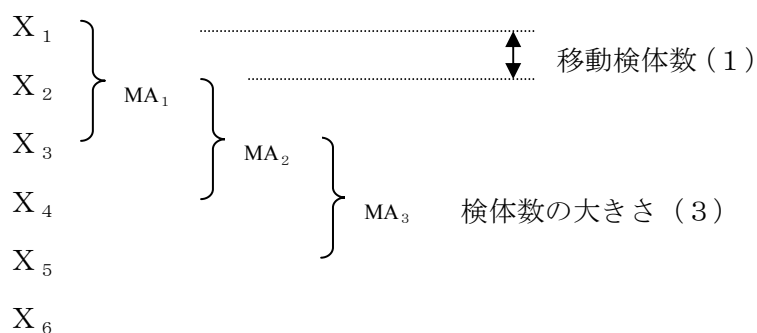 X₁
移動検体数(1)
X₂
MA₁
X₃
MA₂
X₄
MA₃
検体数の大きさ(3)
X₅
X₆